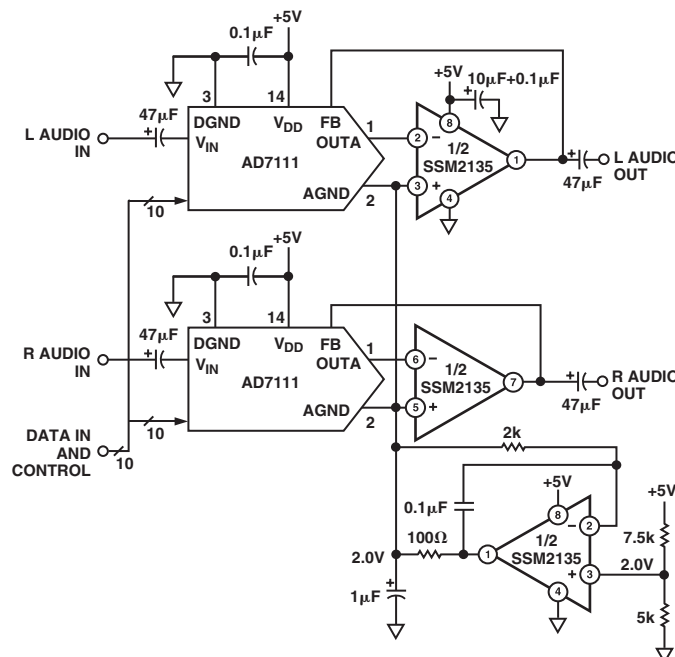 +5V
0.1µF
3
14
DGND
VDD
FB
OUTA
1
47µF
+
L AUDIO
IN
VIN
AD7111
AGND
2
10
+5V
+
10µF+0.1µF
8
2
–
1/2
SSM2135
3
+
4
1
+
47µF
L AUDIO
OUT
+5V
0.1µF
3
14
DGND
VDD
FB
OUTA
1
47µF
+
R AUDIO
IN
VIN
AD7111
AGND
2
10
6
–
1/2
SSM2135
5
+
7
+
47µF
R AUDIO
OUT
DATA IN
AND
CONTROL
10
2k
0.1µF
+5V
8
–
2
+5V
7.5k
100Ω
1
1/2
SSM2135
2.0V
+
3
2.0V
+
1µF
4
5k